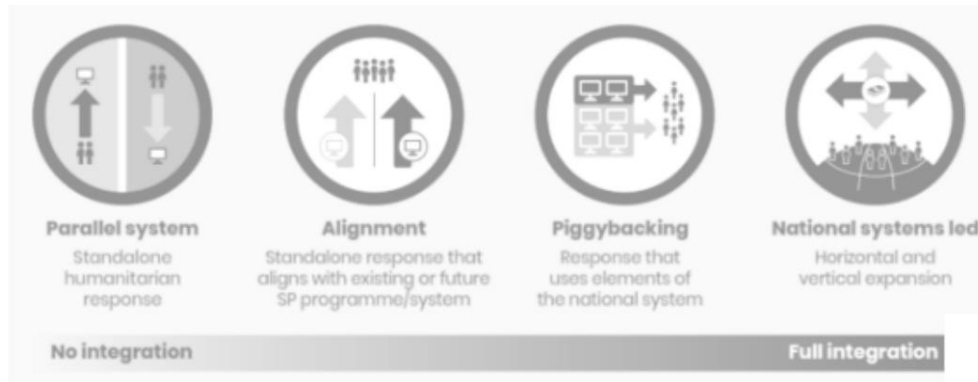 Parallel system
Standalone
humanitarian
response
Alignment
Standalone response that
aligns with existing or future
SP programme/system
Piggybacking
Response that
uses elements of
the national system
National systems led
Horizontal and
vertical expansion
No integration
Full integration